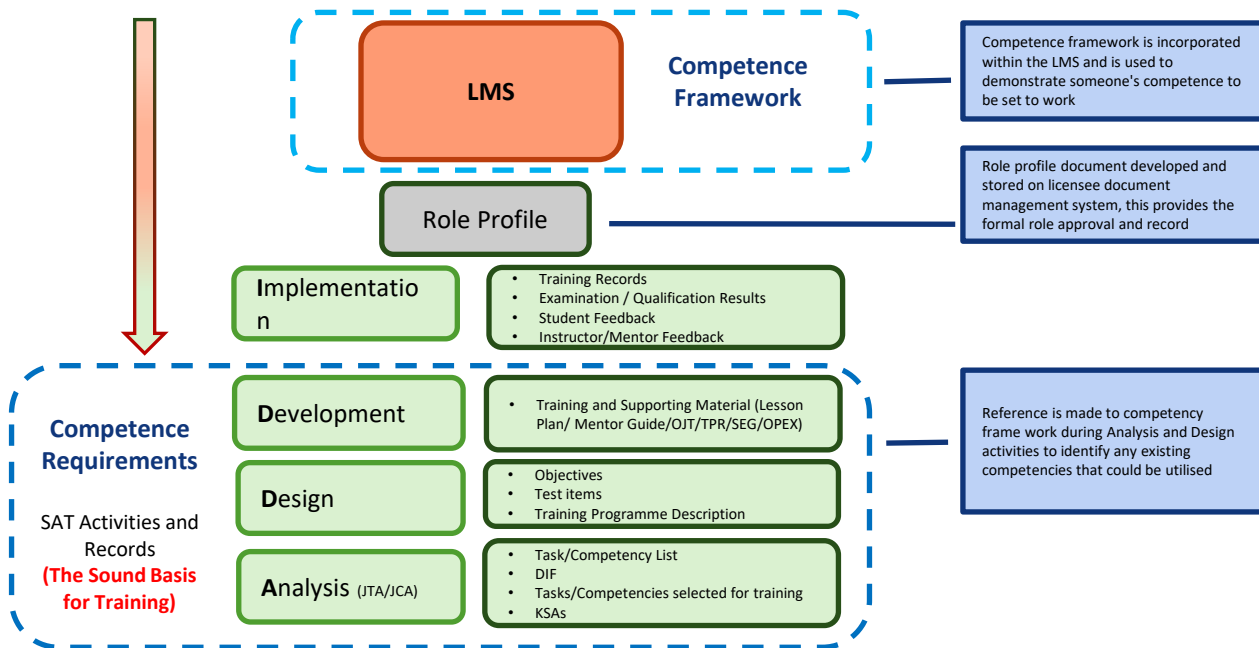 LMS
Competence
Framework
Competence framework is incorporated
within the LMS and is used to
demonstrate someone's competence to
be set to work
Role Profile
Role profile document developed and
stored on licensee document
management system, this provides the
formal role approval and record
Implementatio
n
• Training Records
• Examination / Qualification Results
• Student Feedback
• Instructor/Mentor Feedback
Competence
Requirements
SAT Activities and
Records
(The Sound Basis
for Training)
Development
• Training and Supporting Material (Lesson
Plan/ Mentor Guide/OJT/TPR/SEG/OPEX)
Design
• Objectives
• Test items
• Training Programme Description
Analysis (JTA/JCA)
• Task/Competency List
• DIF
• Tasks/Competencies selected for training
• KSAs
Reference is made to competency
frame work during Analysis and Design
activities to identify any existing
competencies that could be utilised